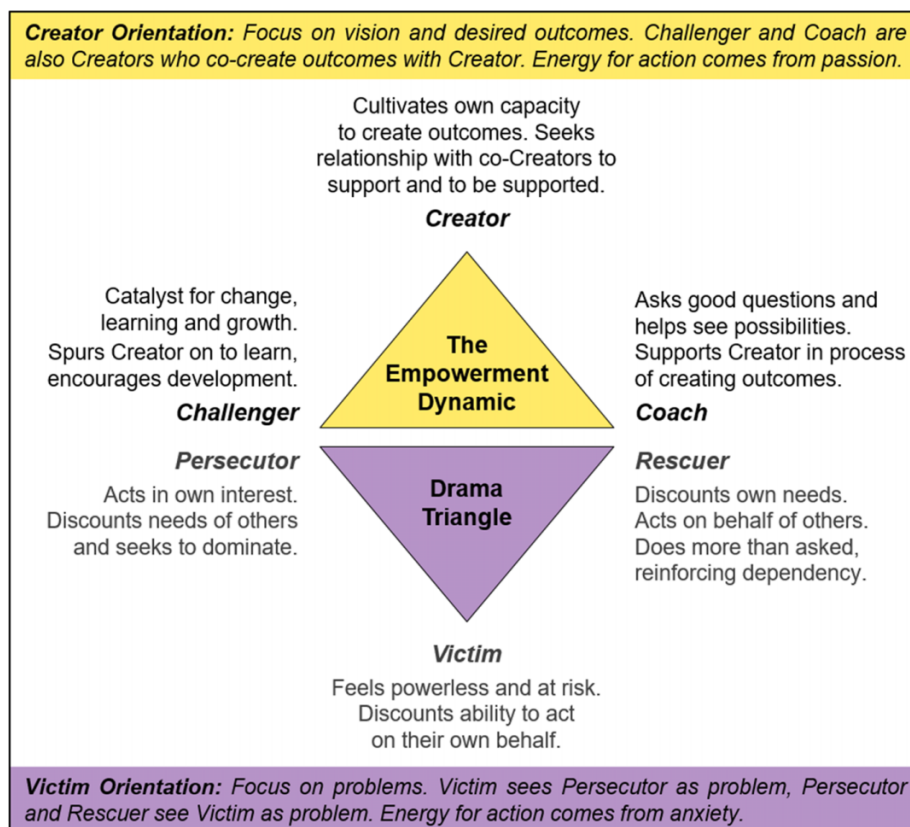 Creator Orientation: Focus on vision and desired outcomes. Challenger and Coach are
also Creators who co-create outcomes with Creator. Energy for action comes from passion.
Cultivates own capacity
to create outcomes. Seeks
relationship with co-Creators to
support and to be supported.
Creator
Catalyst for change,
learning and growth.
Spurs Creator on to learn,
encourages development.
Challenger
The
Empowerment
Dynamic
Asks good questions and
helps see possibilities.
Supports Creator in process
of creating outcomes.
Coach
Persecutor
Acts in own interest.
Discounts needs of others
and seeks to dominate.
Drama
Triangle
Rescuer
Discounts own needs.
Acts on behalf of others.
Does more than asked,
reinforcing dependency.
Victim
Feels powerless and at risk.
Discounts ability to act
on their own behalf.
Victim Orientation: Focus on problems. Victim sees Persecutor as problem, Persecutor
and Rescuer see Victim as problem. Energy for action comes from anxiety.